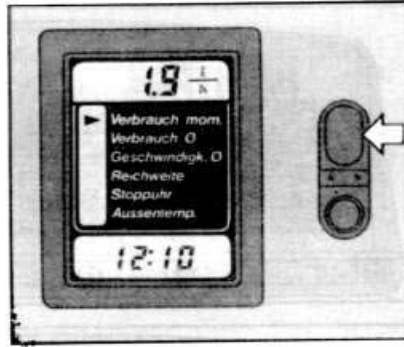 1.9 l/h
Verbrauch mom.
Verbrauch Ø
Geschwindigk. Ø
Reichweite
Stoppuhr
Aussentemp.
12:10